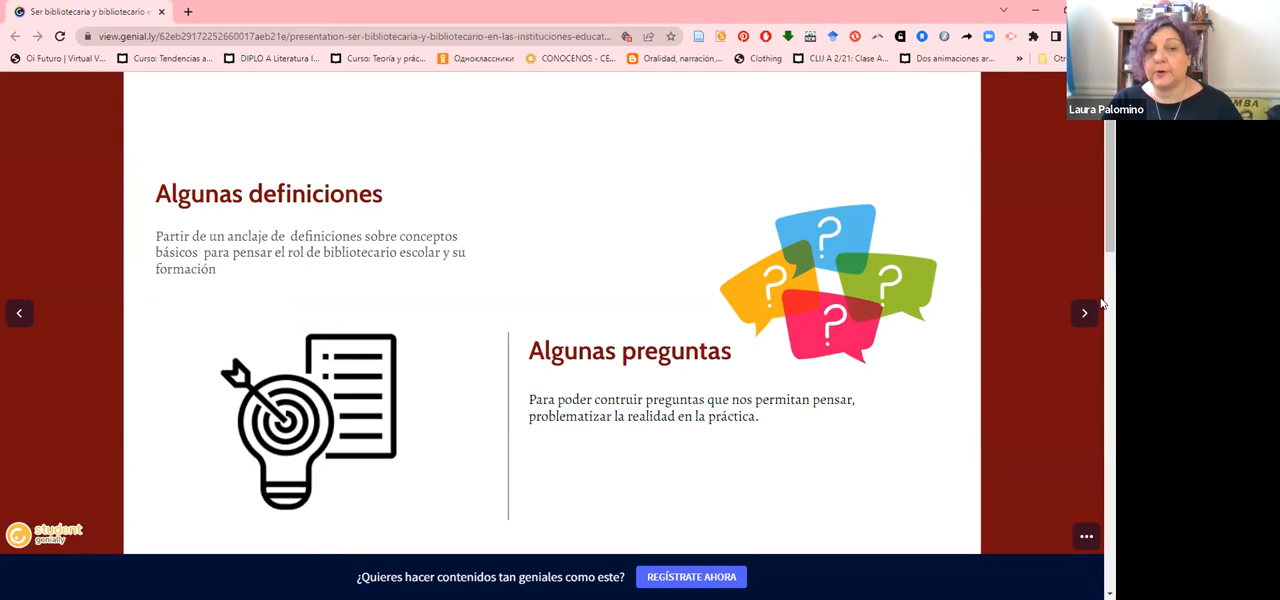 Ser bibliotecaria y bibliotecario e
view.genial.ly/62eb29172252660017aeb21e/presentation-ser-bibliotecaria-y-bibliotecario-en-las-instituciones-educat...
Oi Futuro | Virtual V...
Curso: Tendencias a...
DIPLO A Literatura I...
Curso: Teoría y prác...
Одноклассники
CONOCENOS - CE...
Oralidad, narración,...
Clothing
CLIJ A 2/21: Clase A...
Dos animaciones ar...
»
Otr
Laura Palomino
MBA
Algunas definiciones
Partir de un anclaje de definiciones sobre conceptos
básicos para pensar el rol de bibliotecario escolar y su
formación
? ? ? ?
Algunas preguntas
Para poder contruir preguntas que nos permitan pensar,
problematizar la realidad en la práctica.
student
genially
¿Quieres hacer contenidos tan geniales como este?
REGÍSTRATE AHORA